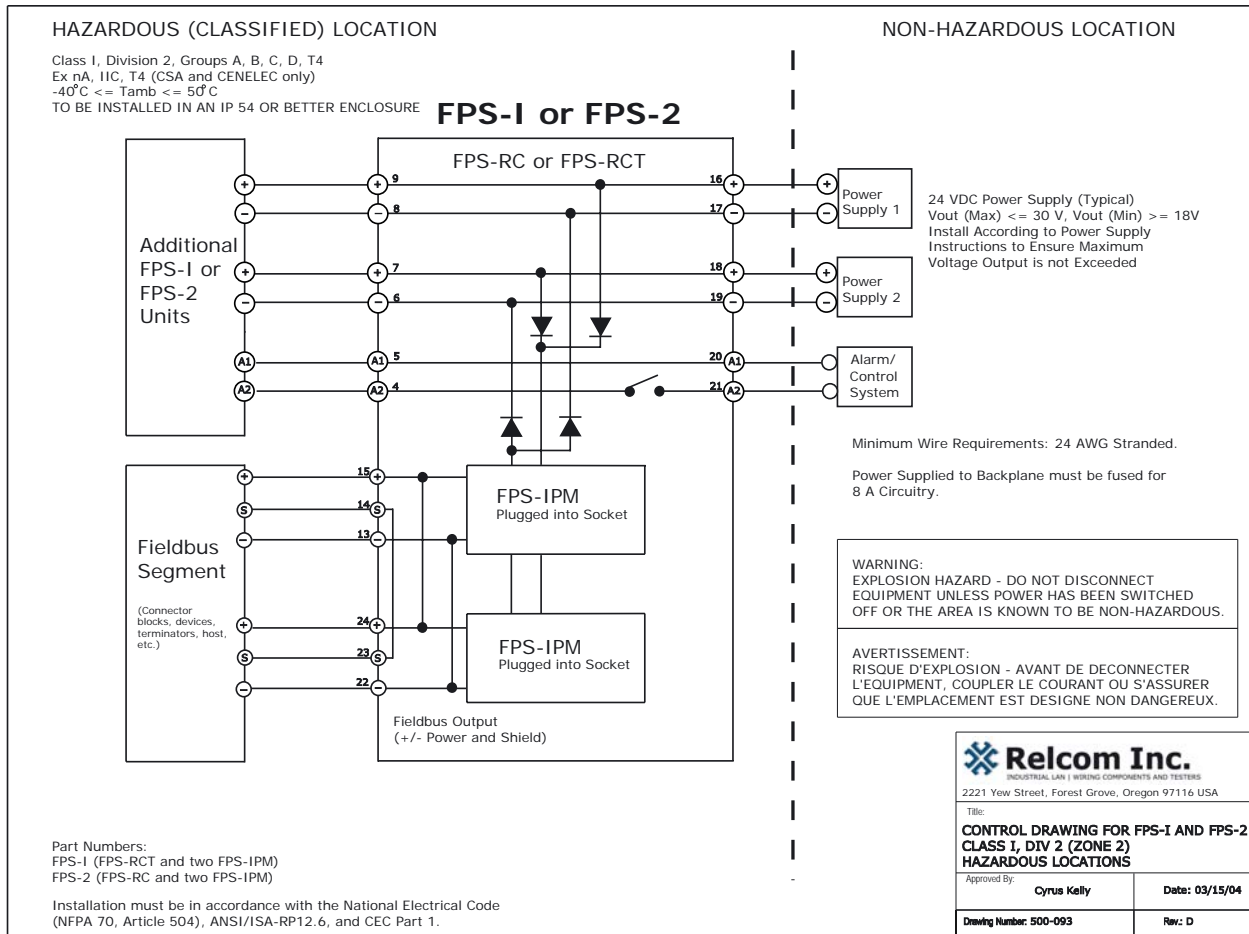 HAZARDOUS (CLASSIFIED) LOCATION
NON-HAZARDOUS LOCATION
Class I, Division 2, Groups A, B, C, D, T4
Ex nA, IIC, T4 (CSA and CENELEC only)
-40°C <= Tamb <= 50°C
TO BE INSTALLED IN AN IP 54 OR BETTER ENCLOSURE
FPS-I or FPS-2
FPS-RC or FPS-RCT
Additional
FPS-I or
FPS-2
Units
+ + 9 16 + +
- - 8 17 - -
+ + 7 18 + +
- - 6 19 - -
A1 A1 5 20 A1
A2 A2 4 21 A2
Power
Supply 1
Power
Supply 2
Alarm/
Control
System
24 VDC Power Supply (Typical)
Vout (Max) <= 30 V, Vout (Min) >= 18V
Install According to Power Supply
Instructions to Ensure Maximum
Voltage Output is not Exceeded
Minimum Wire Requirements: 24 AWG Stranded.
Power Supplied to Backplane must be fused for
8 A Circuitry.
Fieldbus
Segment
(Connector
blocks, devices,
terminators, host,
etc.)
+ 15 +
S 14 S
- 13 -
+ 24 +
S 23 S
- 22 -
FPS-IPM
Plugged into Socket
FPS-IPM
Plugged into Socket
Fieldbus Output
(+/- Power and Shield)
WARNING:
EXPLOSION HAZARD - DO NOT DISCONNECT
EQUIPMENT UNLESS POWER HAS BEEN SWITCHED
OFF OR THE AREA IS KNOWN TO BE NON-HAZARDOUS.
AVERTISSEMENT:
RISQUE D'EXPLOSION - AVANT DE DECONNECTER
L'EQUIPMENT, COUPLER LE COURANT OU S'ASSURER
QUE L'EMPLACEMENT EST DESIGNE NON DANGEREUX.
Relcom Inc.
INDUSTRIAL LAN | WIRING COMPONENTS AND TESTERS
2221 Yew Street, Forest Grove, Oregon 97116 USA
Title:
CONTROL DRAWING FOR FPS-I AND FPS-2
CLASS I, DIV 2 (ZONE 2)
HAZARDOUS LOCATIONS
Approved By:
Cyrus Kelly
Date: 03/15/04
Drawing Number: 500-093
Rev.: D
Part Numbers:
FPS-I (FPS-RCT and two FPS-IPM)
FPS-2 (FPS-RC and two FPS-IPM)
Installation must be in accordance with the National Electrical Code
(NFPA 70, Article 504), ANSI/ISA-RP12.6, and CEC Part 1.